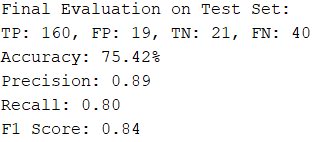 Final Evaluation on Test Set:
TP: 160, FP: 19, TN: 21, FN: 40
Accuracy: 75.42%
Precision: 0.89
Recall: 0.80
F1 Score: 0.84